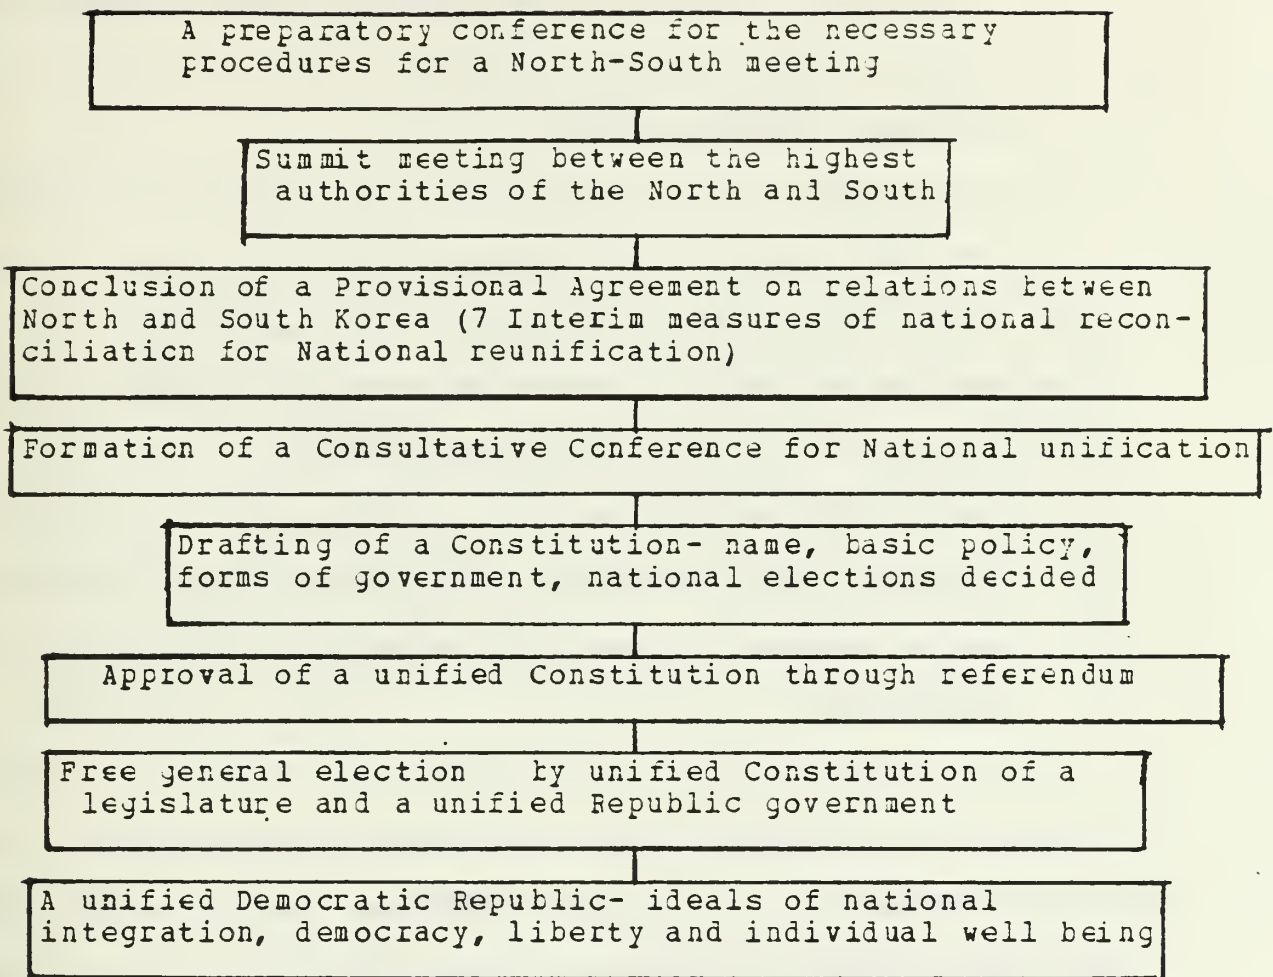 A preparatory conference for the necessary
procedures for a North-South meeting
Summit meeting between the highest
authorities of the North and South
Conclusion of a Provisional Agreement on relations between
North and South Korea (7 Interim measures of national recon-
ciliation for National reunification)
Formation of a Consultative Conference for National unification
Drafting of a Constitution- name, basic policy,
forms of government, national elections decided
Approval of a unified Constitution through referendum
Free general election by unified Constitution of a
legislature and a unified Republic government
A unified Democratic Republic- ideals of national
integration, democracy, liberty and individual well being